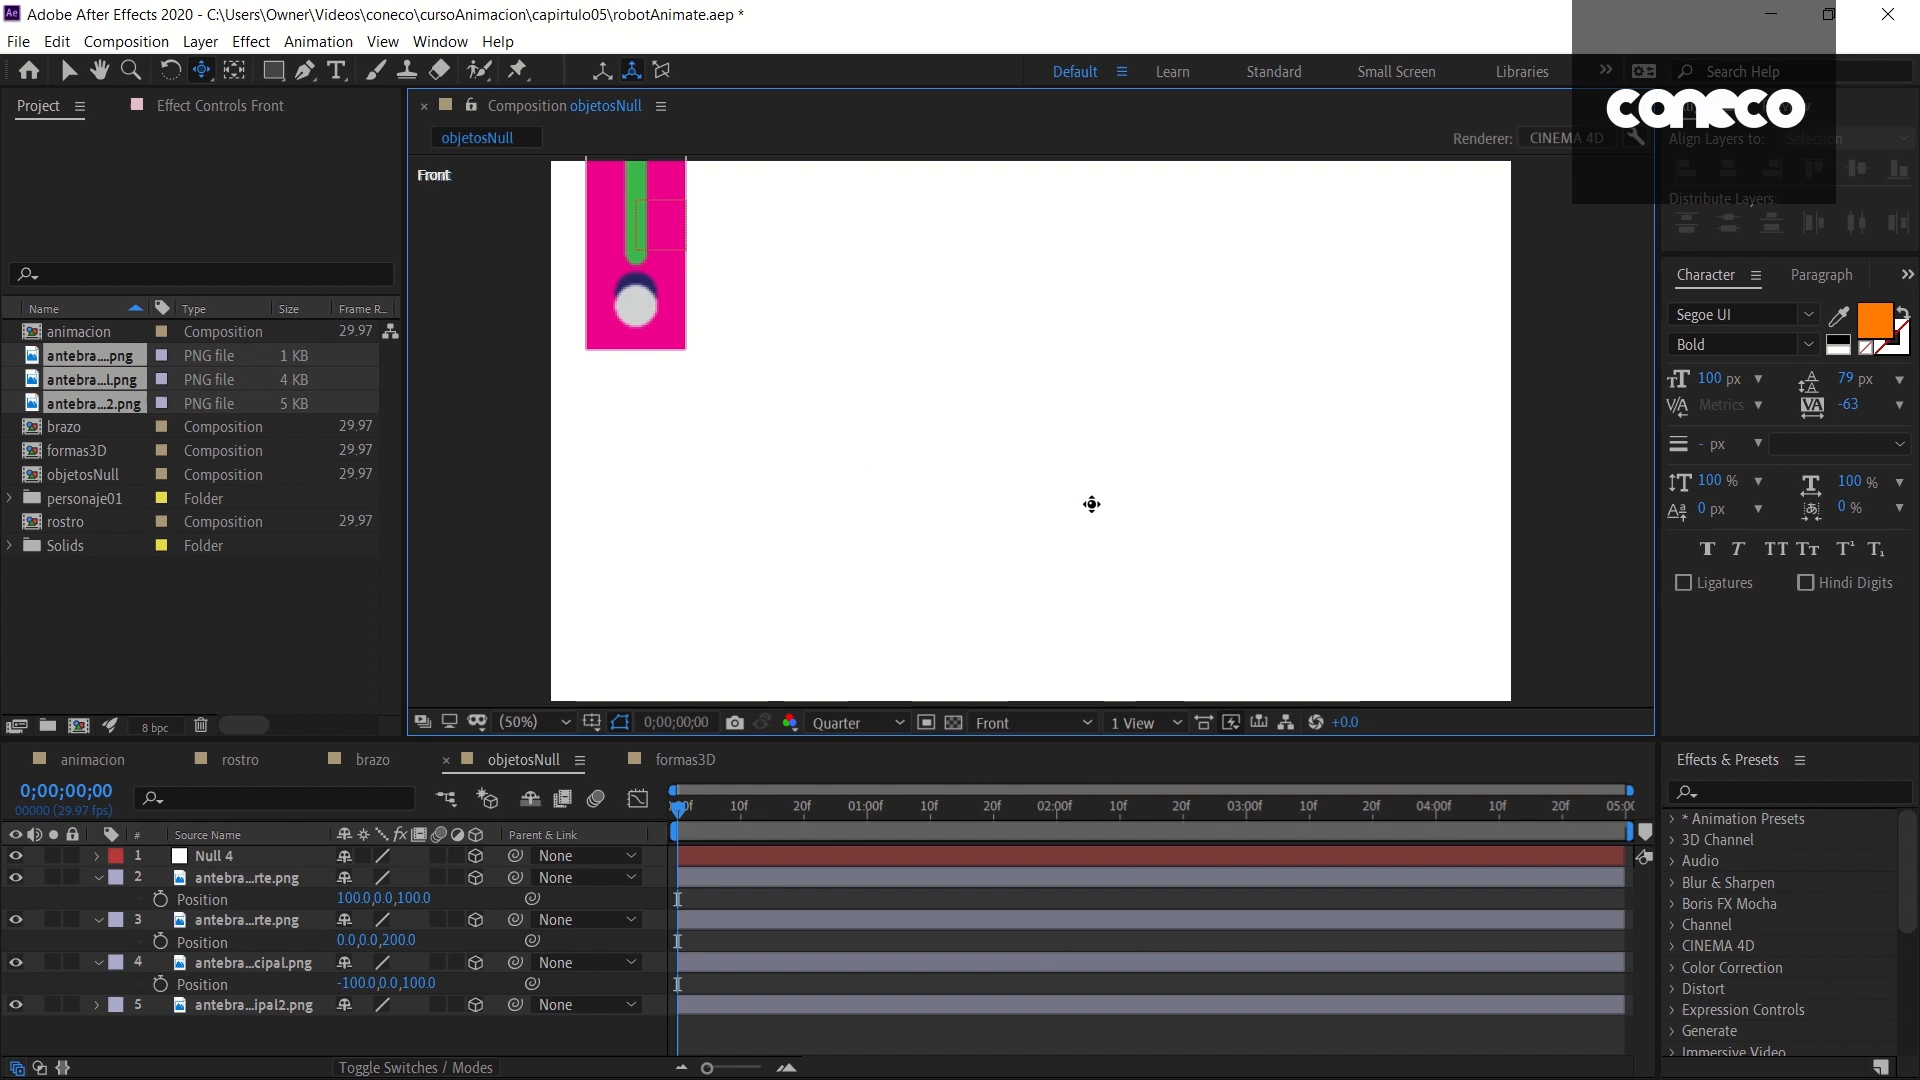 Adobe After Effects 2020 - C:\Users\Owner\Videos\coneco\cursoAnimacion\capirtulo05\robotAnimate.aep *
File Edit Composition Layer Effect Animation View Window Help
Default Learn Standard Small Screen Libraries Search Help
coneco
Project Effect Controls Front
Composition objetosNull
objetosNull
Renderer: CINEMA 4D
Align Layers to: Selection
Distribute Layers:
Front
Name Type Size Frame R...
animacion Composition 29.97
antebra....png PNG file 1 KB
antebra...l.png PNG file 4 KB
antebra...2.png PNG file 5 KB
brazo Composition 29.97
formas3D Composition 29.97
objetosNull Composition 29.97
personaje01 Folder
rostro Composition 29.97
Solids Folder
8 bpc
(50%) 0;00;00;00 Quarter Front 1 View +0.0
Character Paragraph
Segoe UI
Bold
100 px 79 px
Metrics -63
- px
100 % 100 %
0 px 0 %
Ligatures Hindi Digits
animacion rostro brazo objetosNull formas3D
0;00;00;00
00000 (29.97 fps)
10f 20f 01:00f 10f 20f 02:00f 10f 20f 03:00f 10f 20f 04:00f 10f 20f
# Source Name Parent & Link
1 Null 4 None
2 antebra...rte.png None
Position 100.0,0.0,100.0
3 antebra...rte.png None
Position 0.0,0.0,200.0
4 antebra...cipal.png None
Position -100.0,0.0,100.0
5 antebra...ipal2.png None
Toggle Switches / Modes
Effects & Presets
* Animation Presets
3D Channel
Audio
Blur & Sharpen
Boris FX Mocha
Channel
CINEMA 4D
Color Correction
Distort
Expression Controls
Generate
Immersive Video